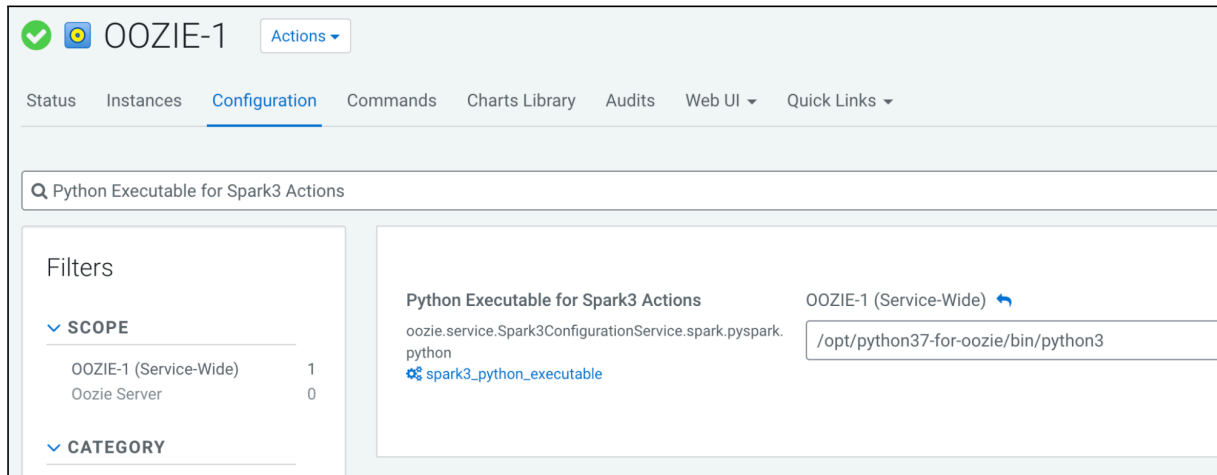 OOZIE-1 Actions
Status Instances Configuration Commands Charts Library Audits Web UI Quick Links
Python Executable for Spark3 Actions
Filters
SCOPE
OOZIE-1 (Service-Wide) 1
Oozie Server 0
CATEGORY
Python Executable for Spark3 Actions
oozie.service.Spark3ConfigurationService.spark.pyspark.
python
spark3_python_executable
OOZIE-1 (Service-Wide)
/opt/python37-for-oozie/bin/python3